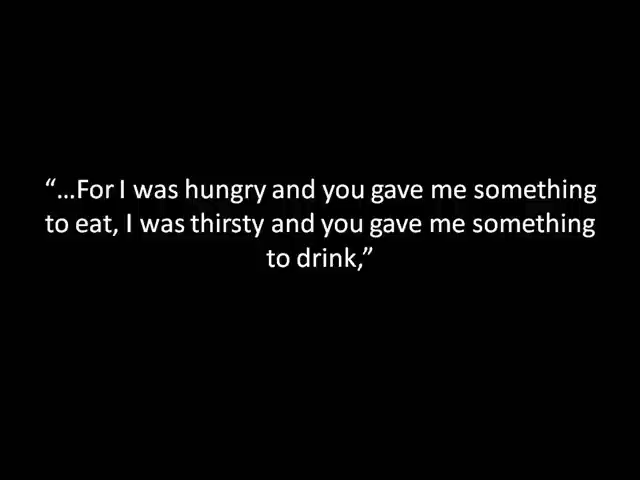 “...For I was hungry and you gave me something
to eat, I was thirsty and you gave me something
to drink,”